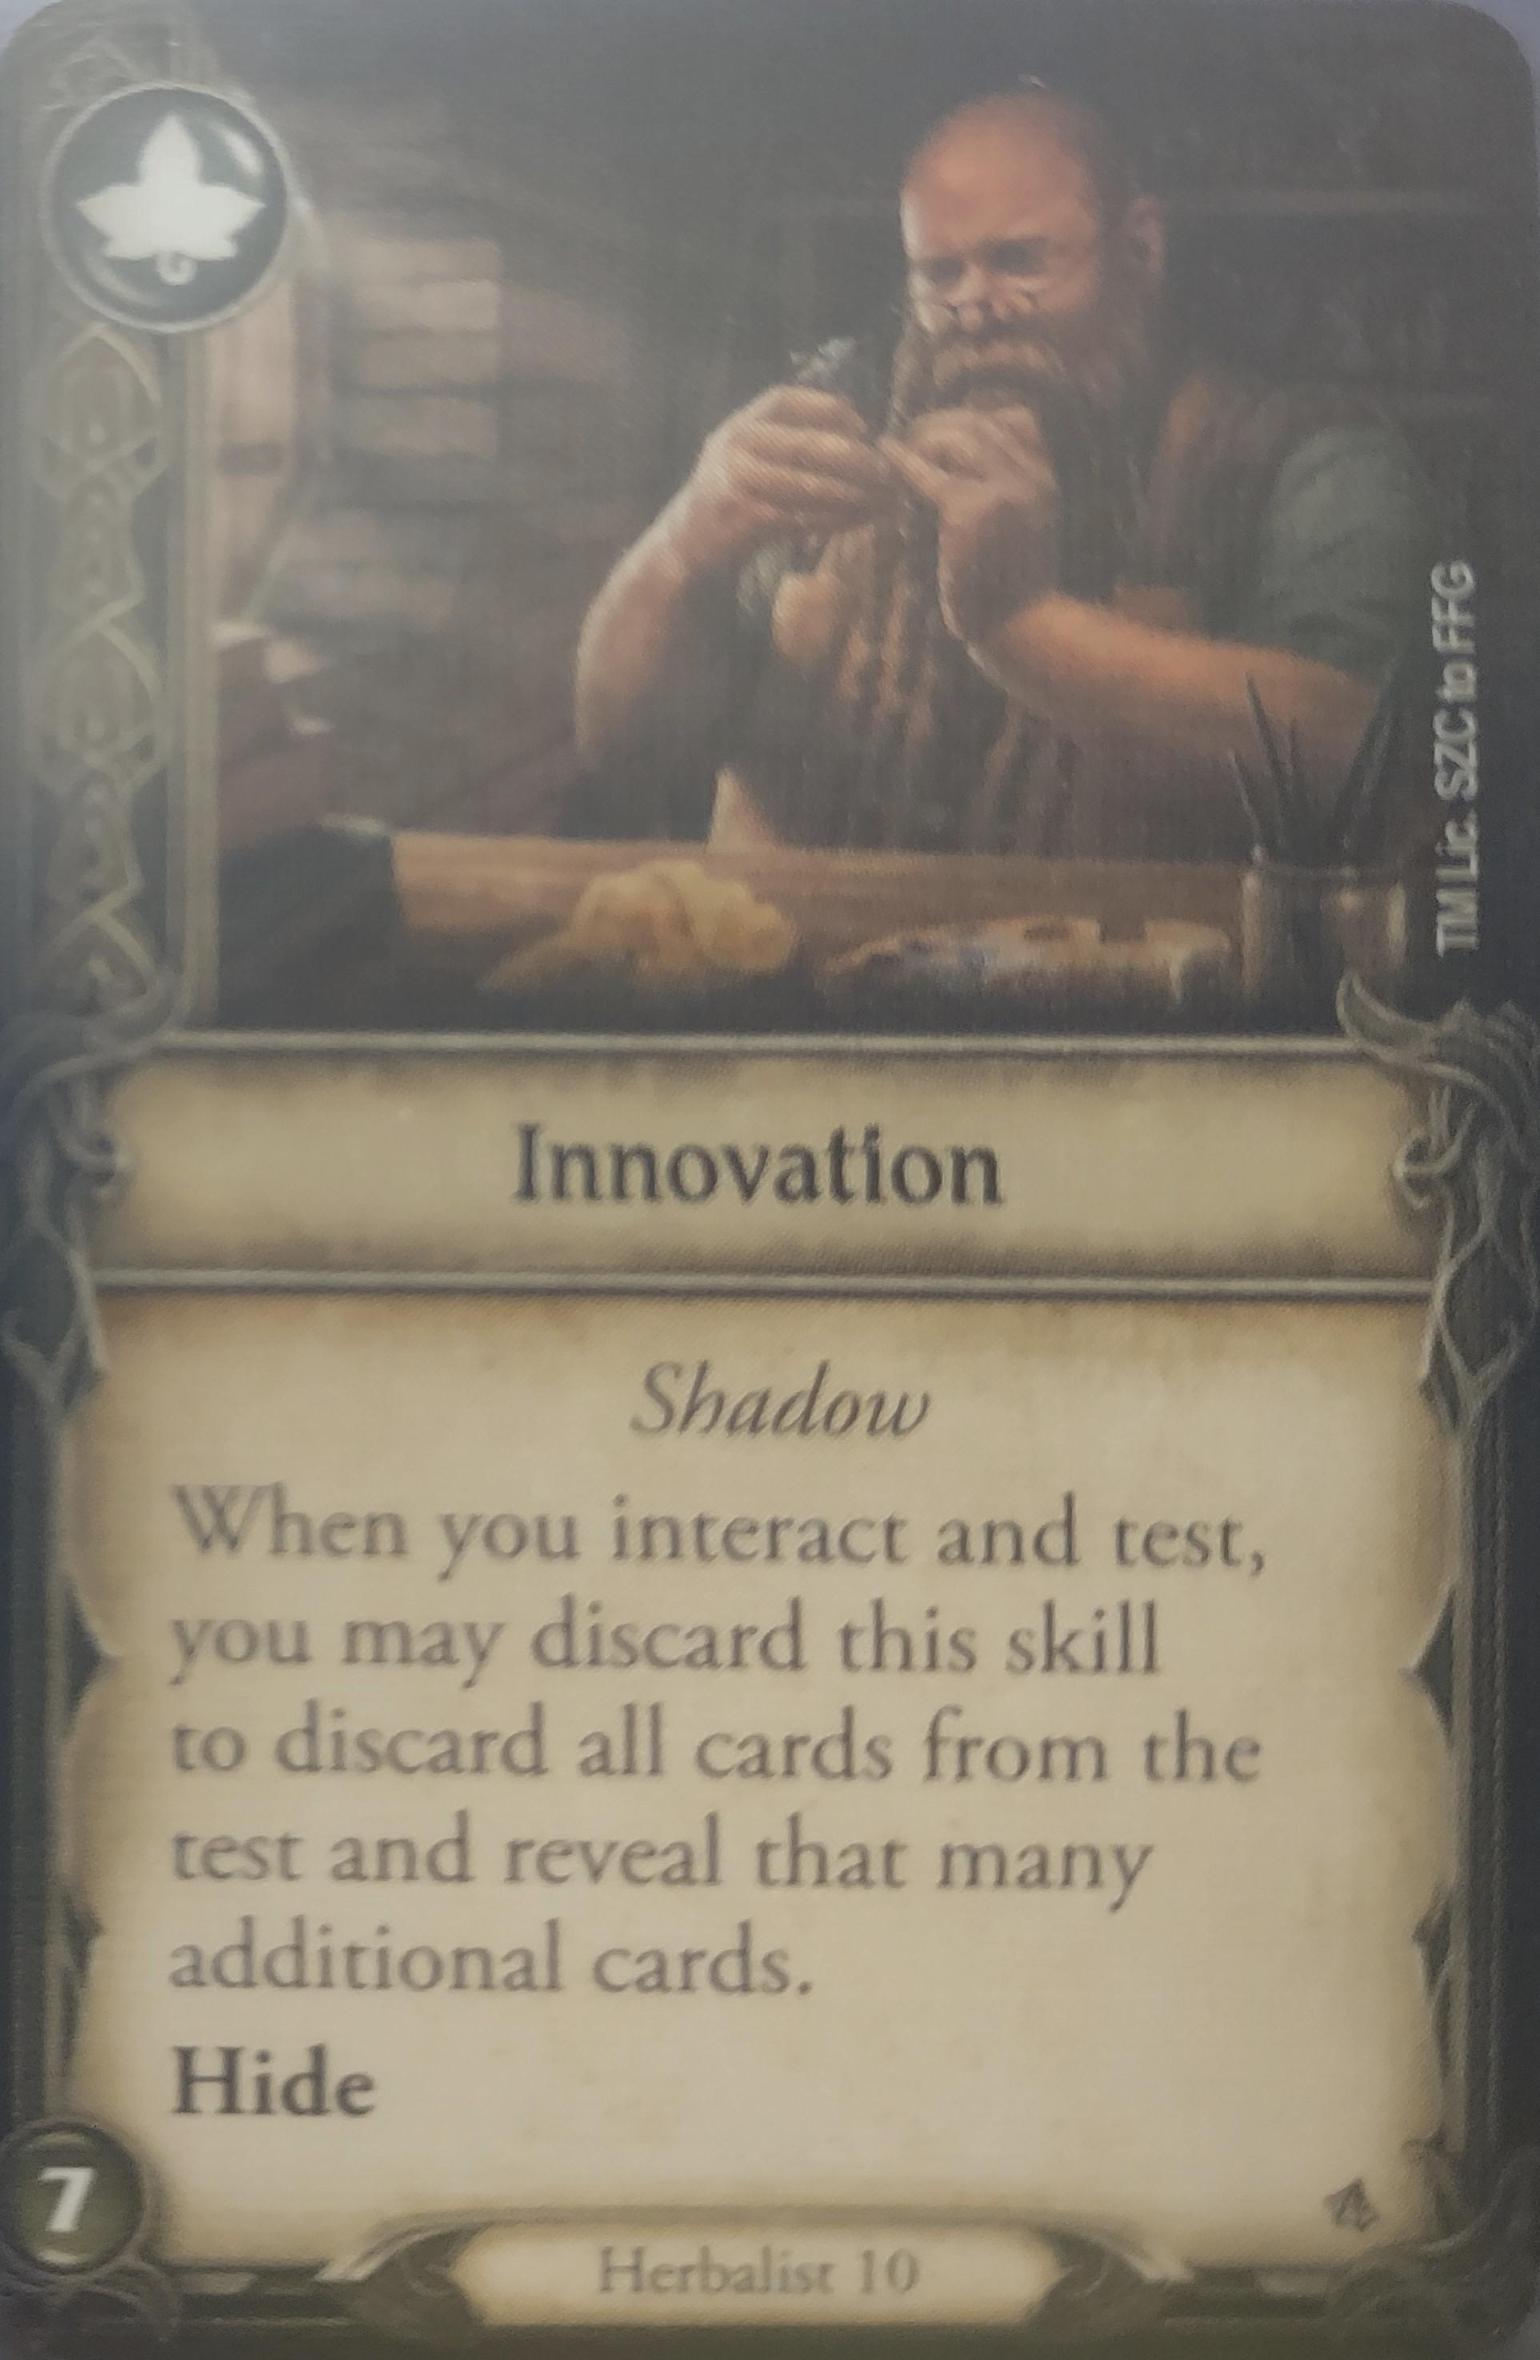 TM Lic. SZC to FFG
Innovation
Shadow
When you interact and test,
you may discard this skill
to discard all cards from the
test and reveal that many
additional cards.
Hide
7
Herbalist 10